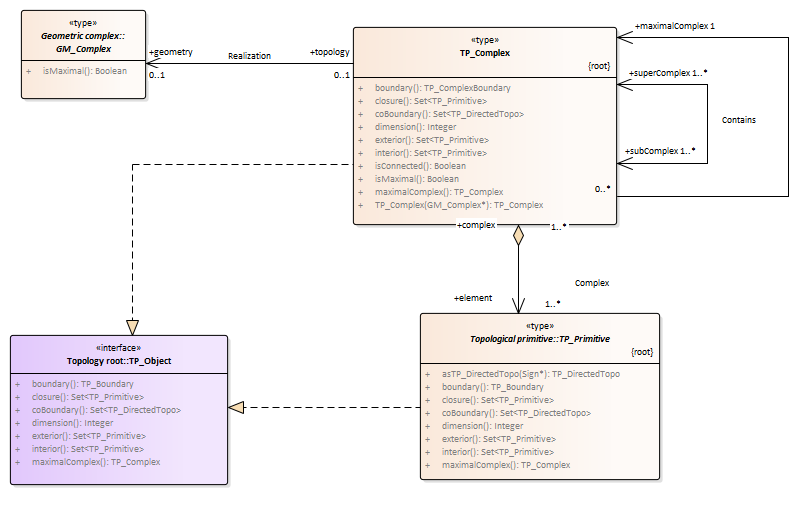 «type»
Geometric complex::
GM_Complex
+ isMaximal(): Boolean
+geometry
0..1
Realization
+topology
0..1
«type»
TP_Complex
{root}
+ boundary(): TP_ComplexBoundary
+ closure(): Set<TP_Primitive>
+ coBoundary(): Set<TP_DirectedTopo>
+ dimension(): Integer
+ exterior(): Set<TP_Primitive>
+ interior(): Set<TP_Primitive>
+ isConnected(): Boolean
+ isMaximal(): Boolean
+ maximalComplex(): TP_Complex
+ TP_Complex(GM_Complex*): TP_Complex
+maximalComplex 1
+superComplex 1..*
Contains
+subComplex 1..*
0..*
+complex
1..*
Complex
+element
1..*
«interface»
Topology root::TP_Object
+ boundary(): TP_Boundary
+ closure(): Set<TP_Primitive>
+ coBoundary(): Set<TP_DirectedTopo>
+ dimension(): Integer
+ exterior(): Set<TP_Primitive>
+ interior(): Set<TP_Primitive>
+ maximalComplex(): TP_Complex
«type»
Topological primitive::TP_Primitive
{root}
+ asTP_DirectedTopo(Sign*): TP_DirectedTopo
+ boundary(): TP_Boundary
+ closure(): Set<TP_Primitive>
+ coBoundary(): Set<TP_DirectedTopo>
+ dimension(): Integer
+ exterior(): Set<TP_Primitive>
+ interior(): Set<TP_Primitive>
+ maximalComplex(): TP_Complex